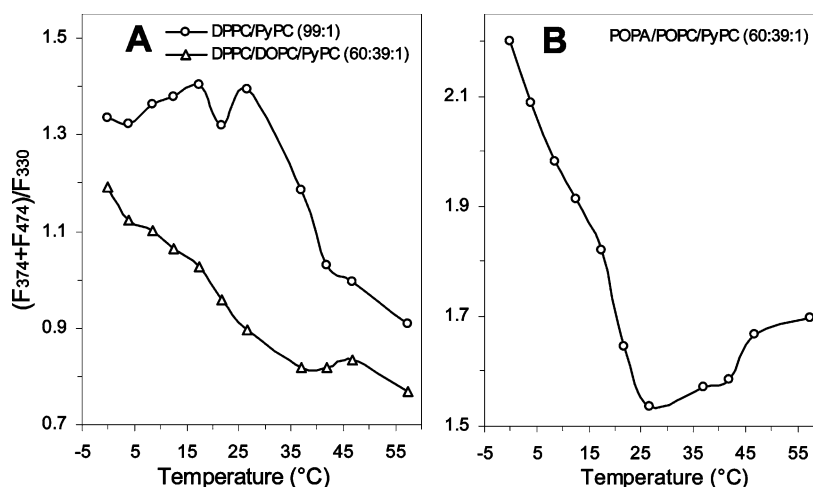 A
DPPC/PyPC (99:1)
DPPC/DOPC/PyPC (60:39:1)
(F374+F474)/F330
1.5
1.3
1.1
0.9
0.7
-5 5 15 25 35 45 55
Temperature (°C)
B
POPA/POPC/PyPC (60:39:1)
2.1
1.9
1.7
1.5
-5 5 15 25 35 45 55
Temperature (°C)